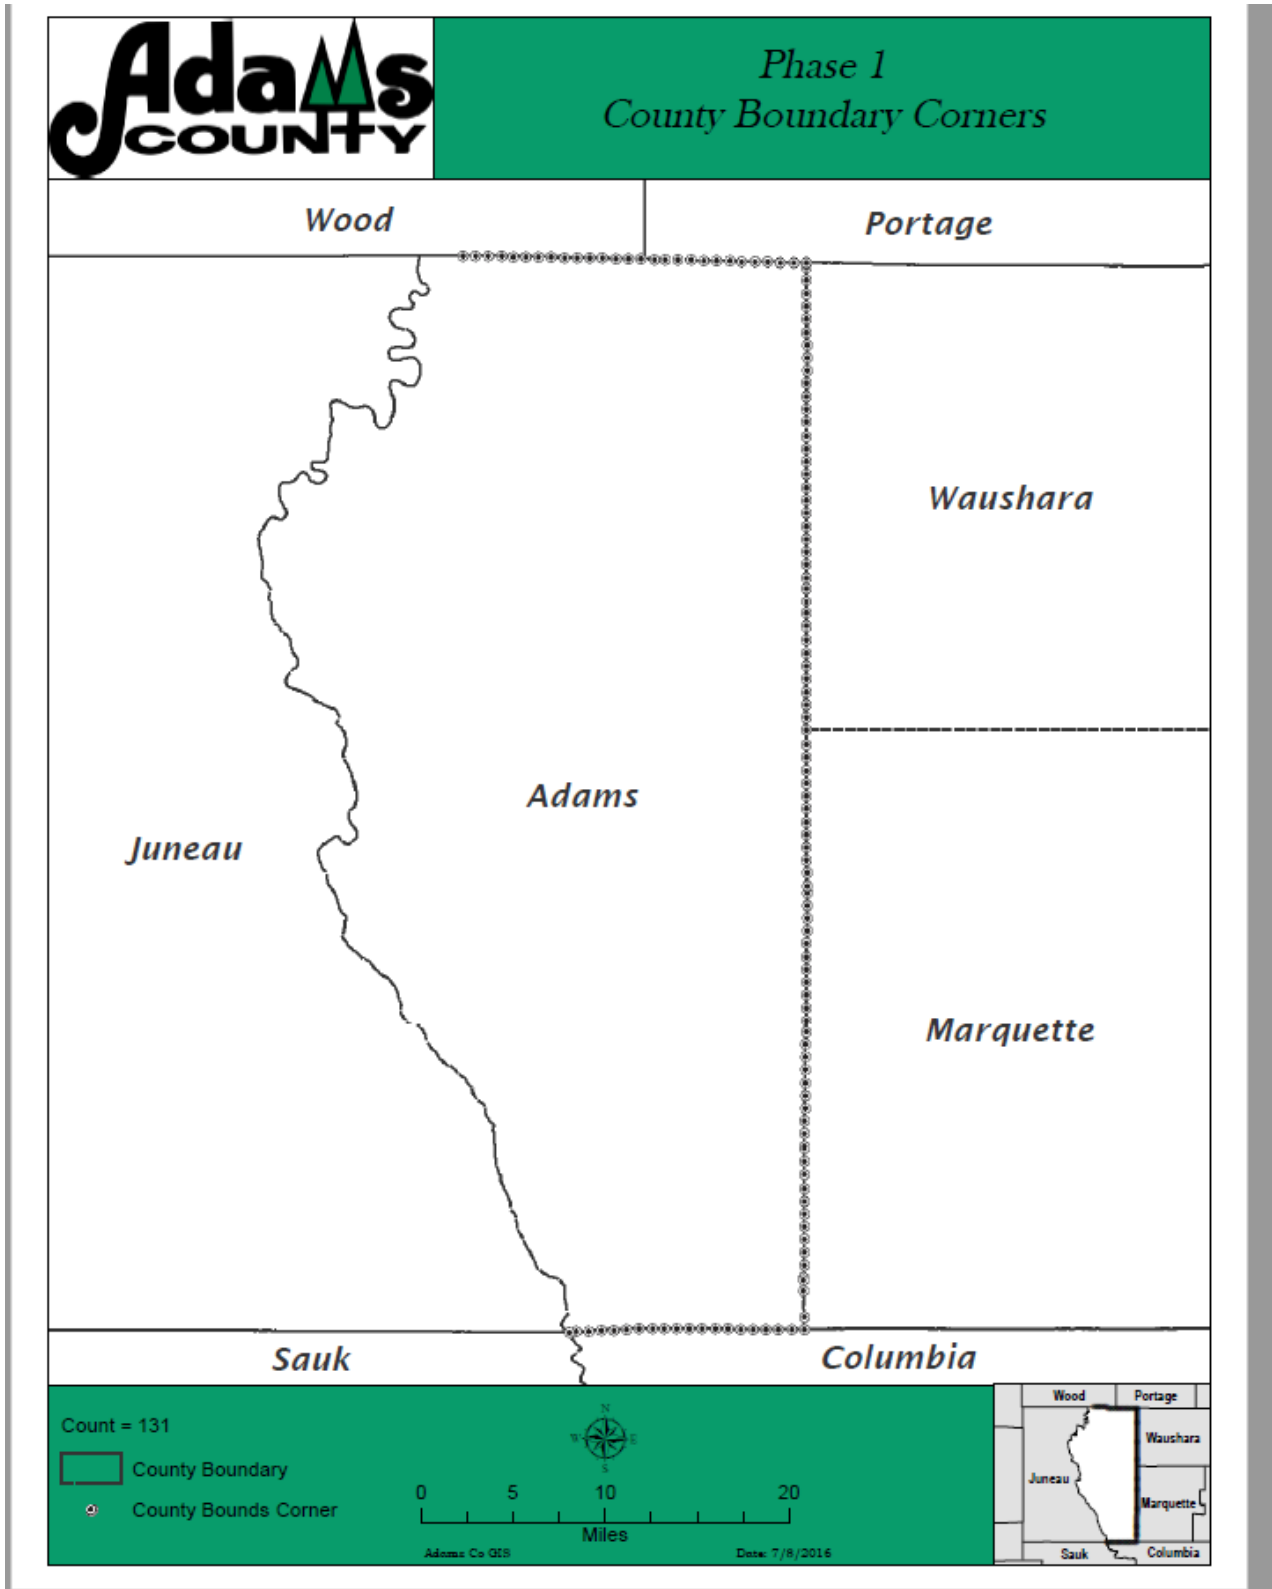 Adams
COUNTY
Phase 1
County Boundary Corners
Wood
Portage
Waushara
Adams
Juneau
Marquette
Sauk
Columbia
Count = 131
County Boundary
County Bounds Corner
N
W E
S
0 5 10 20
Miles
Adams Co GIS
Date: 7/8/2016
Wood Portage
Waushara
Juneau
Marquette
Sauk Columbia